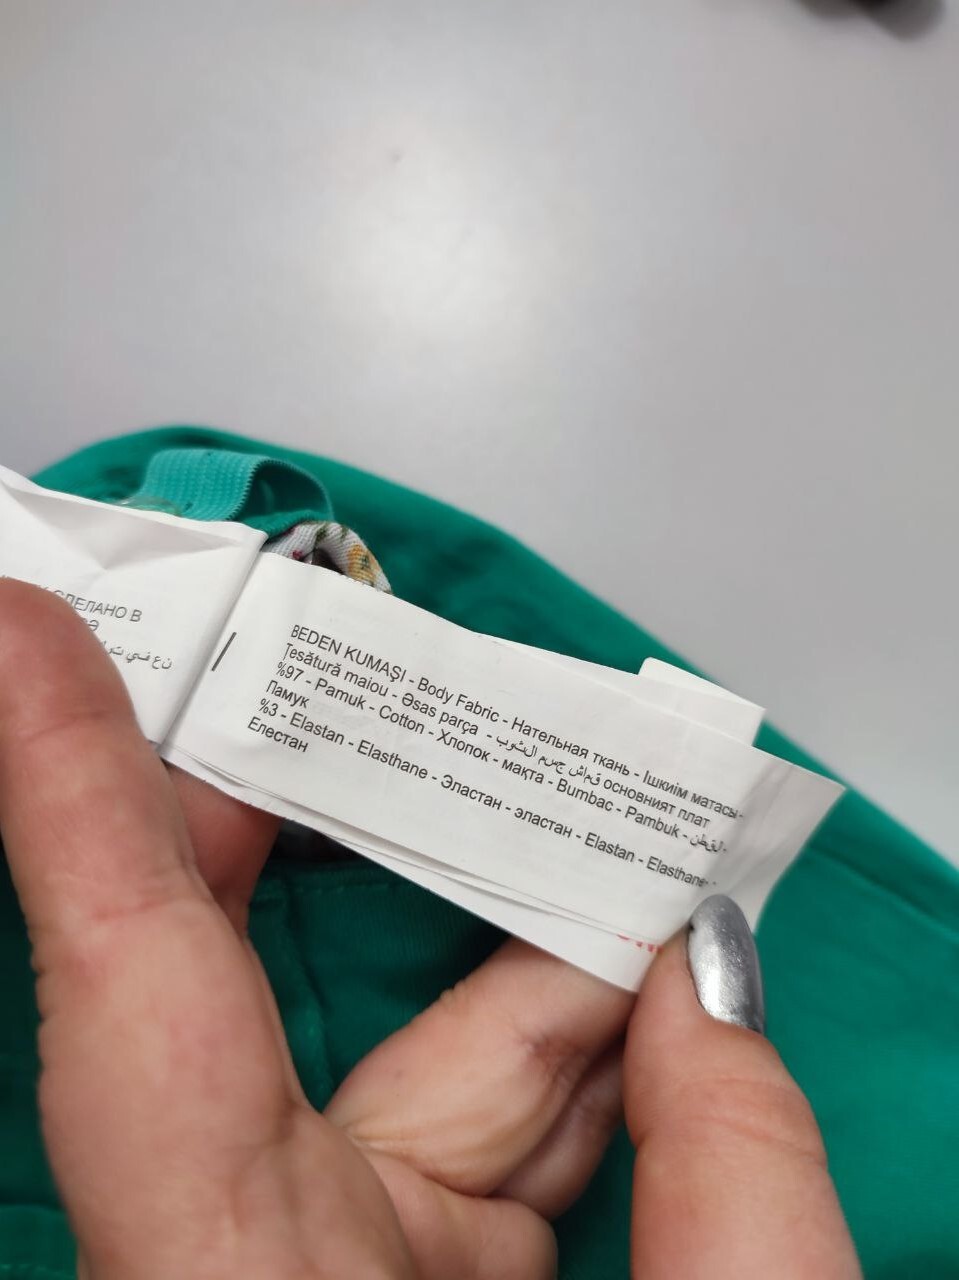 СДЕЛАНО В
BEDEN KUMAŞI - Body Fabric - Нательная ткань - Ішкиім матасы-
Ţesătură maiou - Əsas parça - قماش جسم الثوب основният плат
%97 - Pamuk - Cotton - Хлопок - мақта - Bumbac - Pambuk - القطن-
Памук
%3 - Elastan - Elasthane - Эластан - эластан - Elastan - Elasthane- -
Еластан